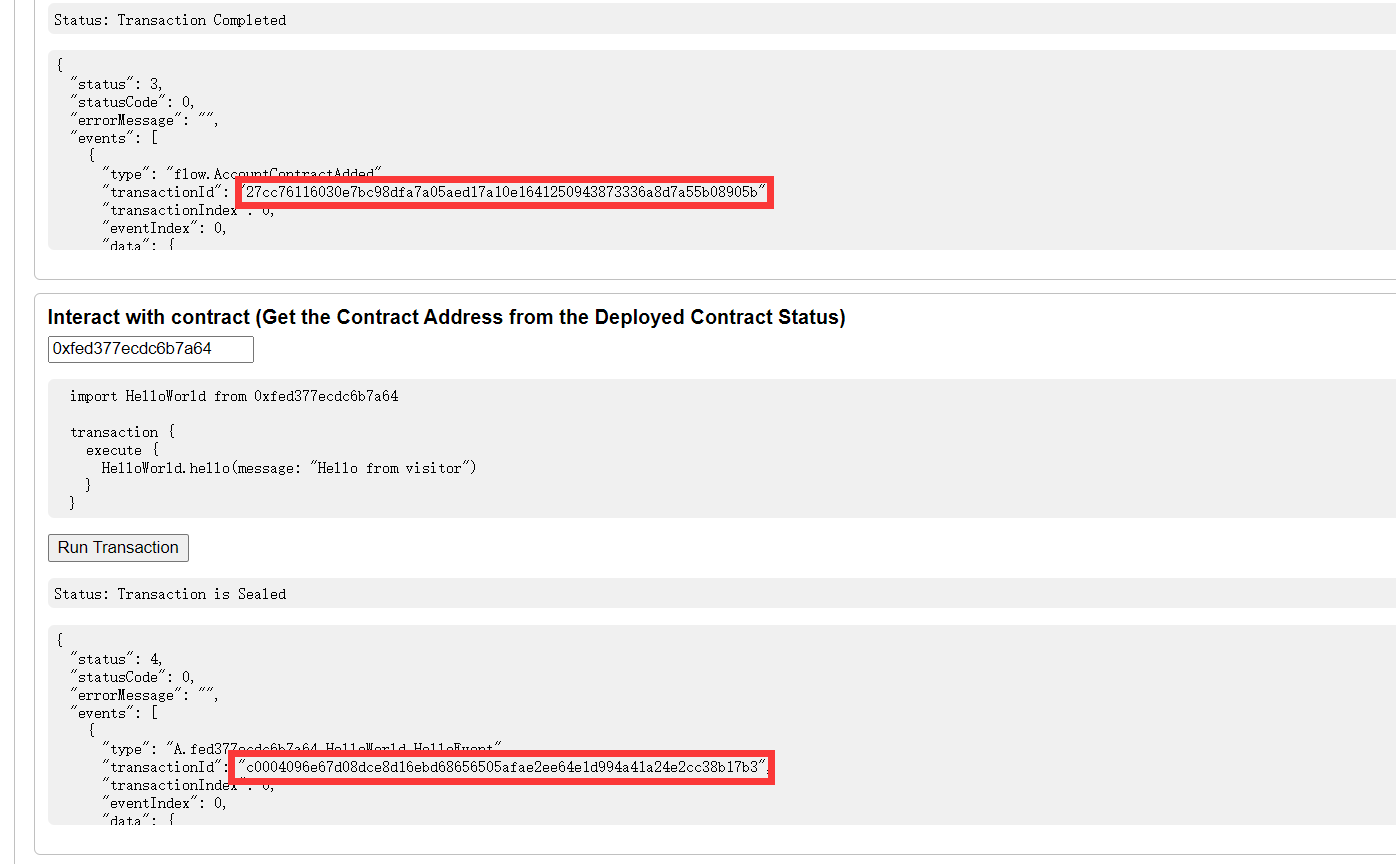 Status: Transaction Completed
{
"status": 3,
"statusCode": 0,
"errorMessage": "",
"events": [
{
"type": "flow.AccountContractAdded"
"transactionId": "27cc76116030e7bc98dfa7a05aed17a10e1641250943873336a8d7a55b08905b"
"transactionIndex": 0,
"eventIndex": 0,
"data": {
Interact with contract (Get the Contract Address from the Deployed Contract Status)
0xfed377ecdc6b7a64
import HelloWorld from 0xfed377ecdc6b7a64
transaction {
execute {
HelloWorld.hello(message: "Hello from visitor")
}
}
Run Transaction
Status: Transaction is Sealed
{
"status": 4,
"statusCode": 0,
"errorMessage": "",
"events": [
{
"type": "A.fed377ecdc6b7a64.HelloWorld.HelloEvent"
"transactionId": "c0004096e67d08dce8d16ebd68656505afae2ee64e1d994a41a24e2cc38b17b3",
"transactionIndex": 0,
"eventIndex": 0,
"data": {